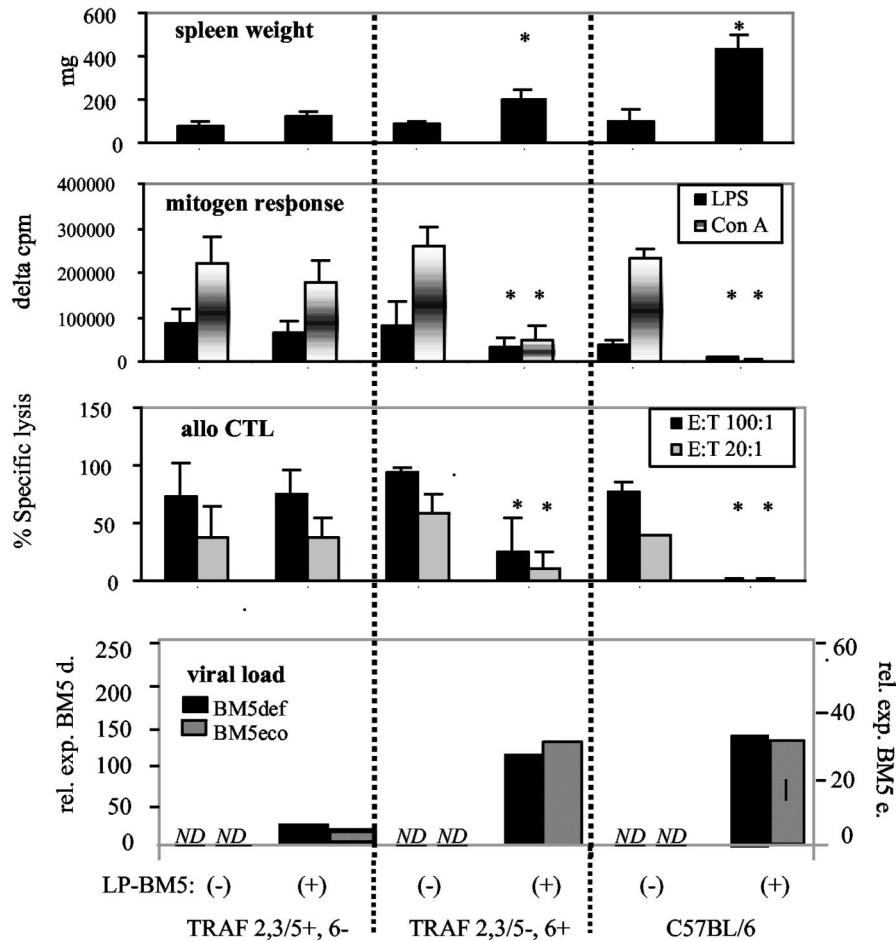 600
400
200
0
mg
spleen weight
*
*
400000
300000
200000
100000
0
delta cpm
mitogen response
LPS
Con A
* *
* *
150
100
50
0
% Specific lysis
allo CTL
E:T 100:1
E:T 20:1
* *
* *
250
200
150
100
50
0
rel. exp. BM5 d.
viral load
BM5def
BM5eco
60
40
20
0
rel. exp. BM5 e.
ND ND
ND ND
ND ND
LP-BM5: (-) (+) (-) (+) (-) (+)
TRAF 2,3/5+, 6- TRAF 2,3/5-, 6+ C57BL/6